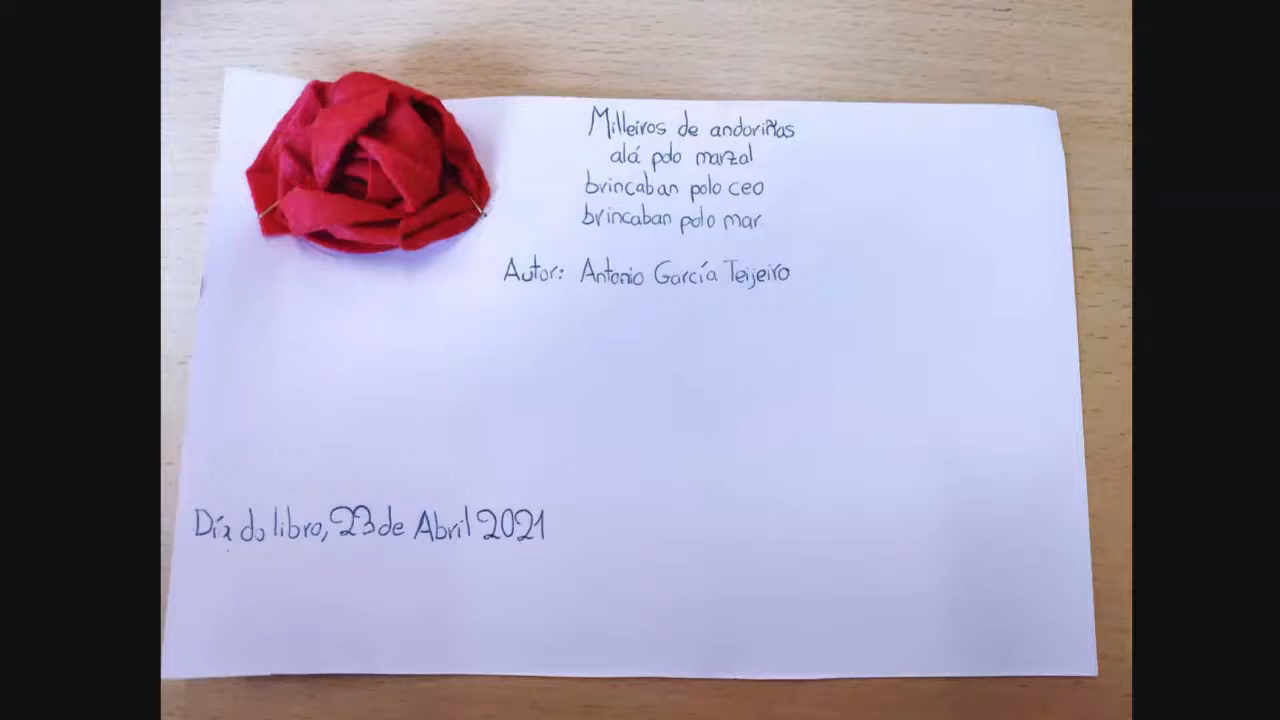 Milleiros de andoriñas
alá polo marzal
brincaban polo ceo
brincaban polo mar.
Autor: Antonio García Teijeiro
Día do libro, 23 de Abril 2021